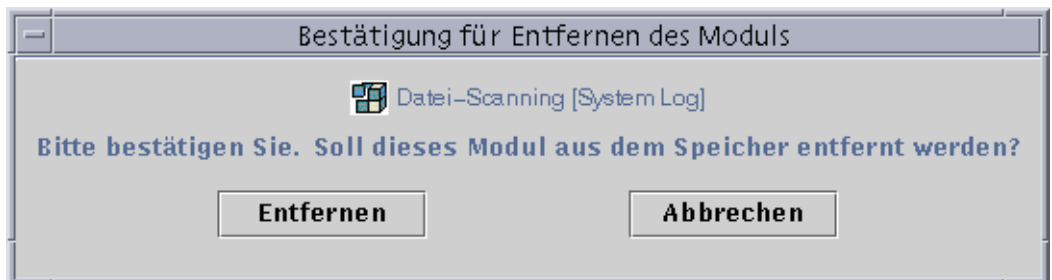 Bestätigung für Entfernen des Moduls
Datei-Scanning [System Log]
Bitte bestätigen Sie. Soll dieses Modul aus dem Speicher entfernt werden?
Entfernen Abbrechen